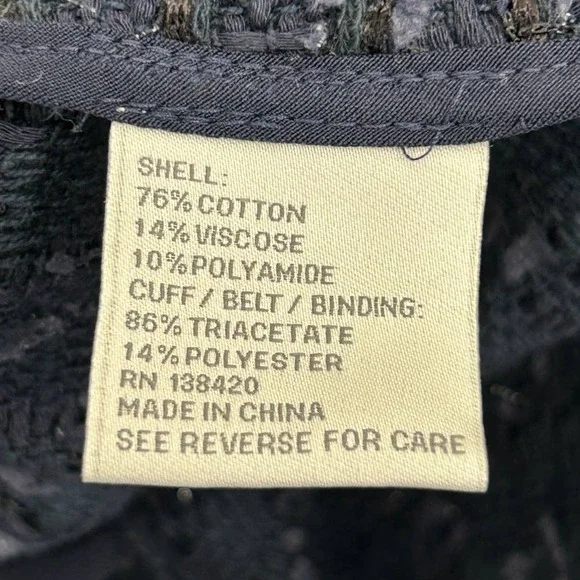 SHELL:
76% COTTON
14% VISCOSE
10% POLYAMIDE
CUFF / BELT / BINDING:
86% TRIACETATE
14% POLYESTER
RN 138420
MADE IN CHINA
SEE REVERSE FOR CARE